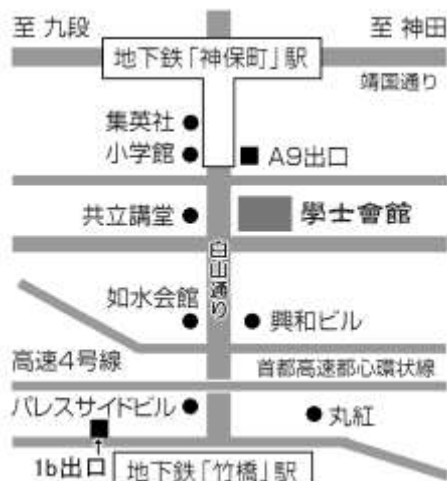 至 九段
至 神田
地下鉄「神保町」駅
靖国通り
集英社
小学館
A9出口
共立講堂
學士會館
白山通り
如水会館
興和ビル
高速4号線
首都高速都心環状線
パレスサイドビル
丸紅
1b出口
地下鉄「竹橋」駅